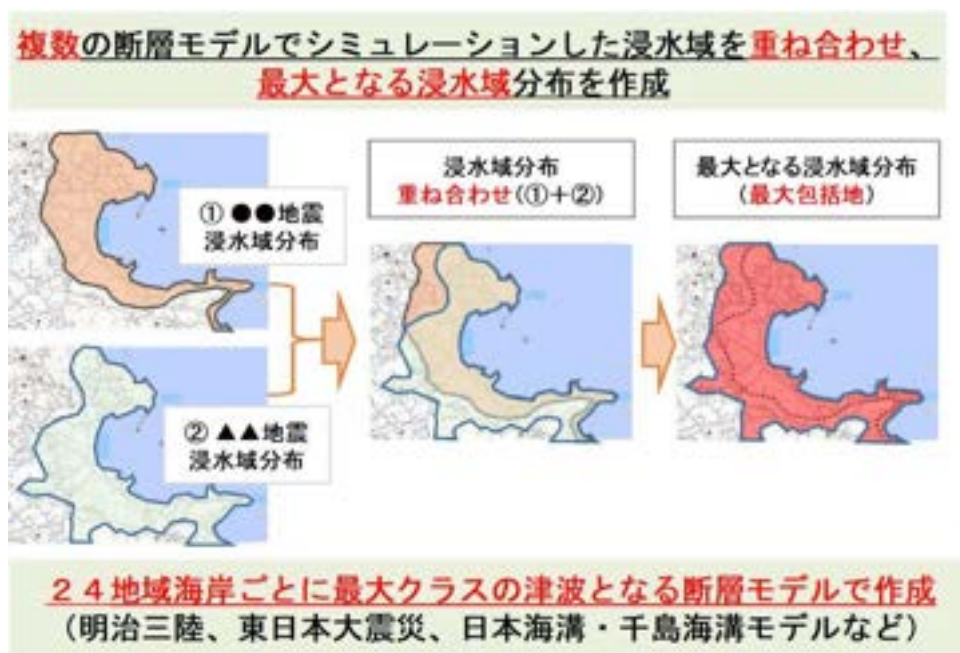 複数の断層モデルでシミュレーションした浸水域を重ね合わせ、
最大となる浸水域分布を作成
① ●●地震
浸水域分布
浸水域分布
重ね合わせ(①+②)
最大となる浸水域分布
(最大包括地)
② ▲▲地震
浸水域分布
24地域海岸ごとに最大クラスの津波となる断層モデルで作成
(明治三陸、東日本大震災、日本海溝・千島海溝モデルなど)